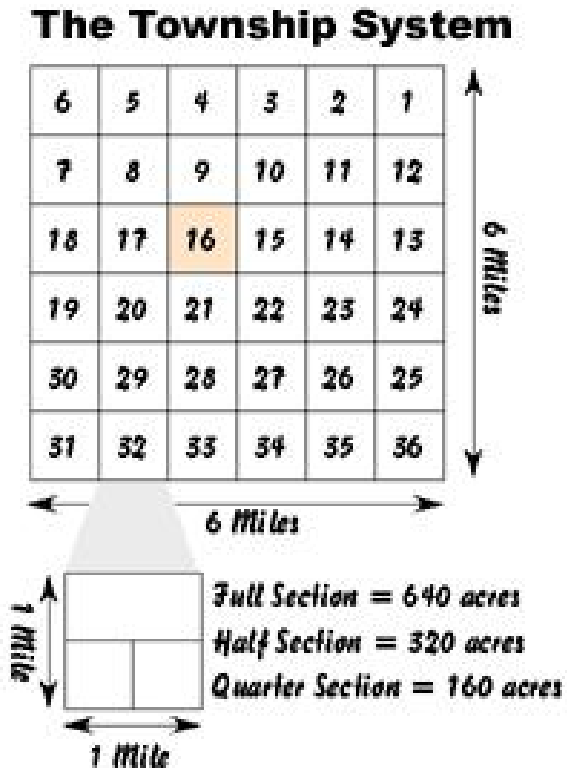 The Township System
6 5 4 3 2 1
7 8 9 10 11 12
18 17 16 15 14 13
19 20 21 22 23 24
30 29 28 27 26 25
31 32 33 34 35 36
6 Miles
6 Miles
1 Mile
Full Section = 640 acres
Half Section = 320 acres
Quarter Section = 160 acres
1 Mile